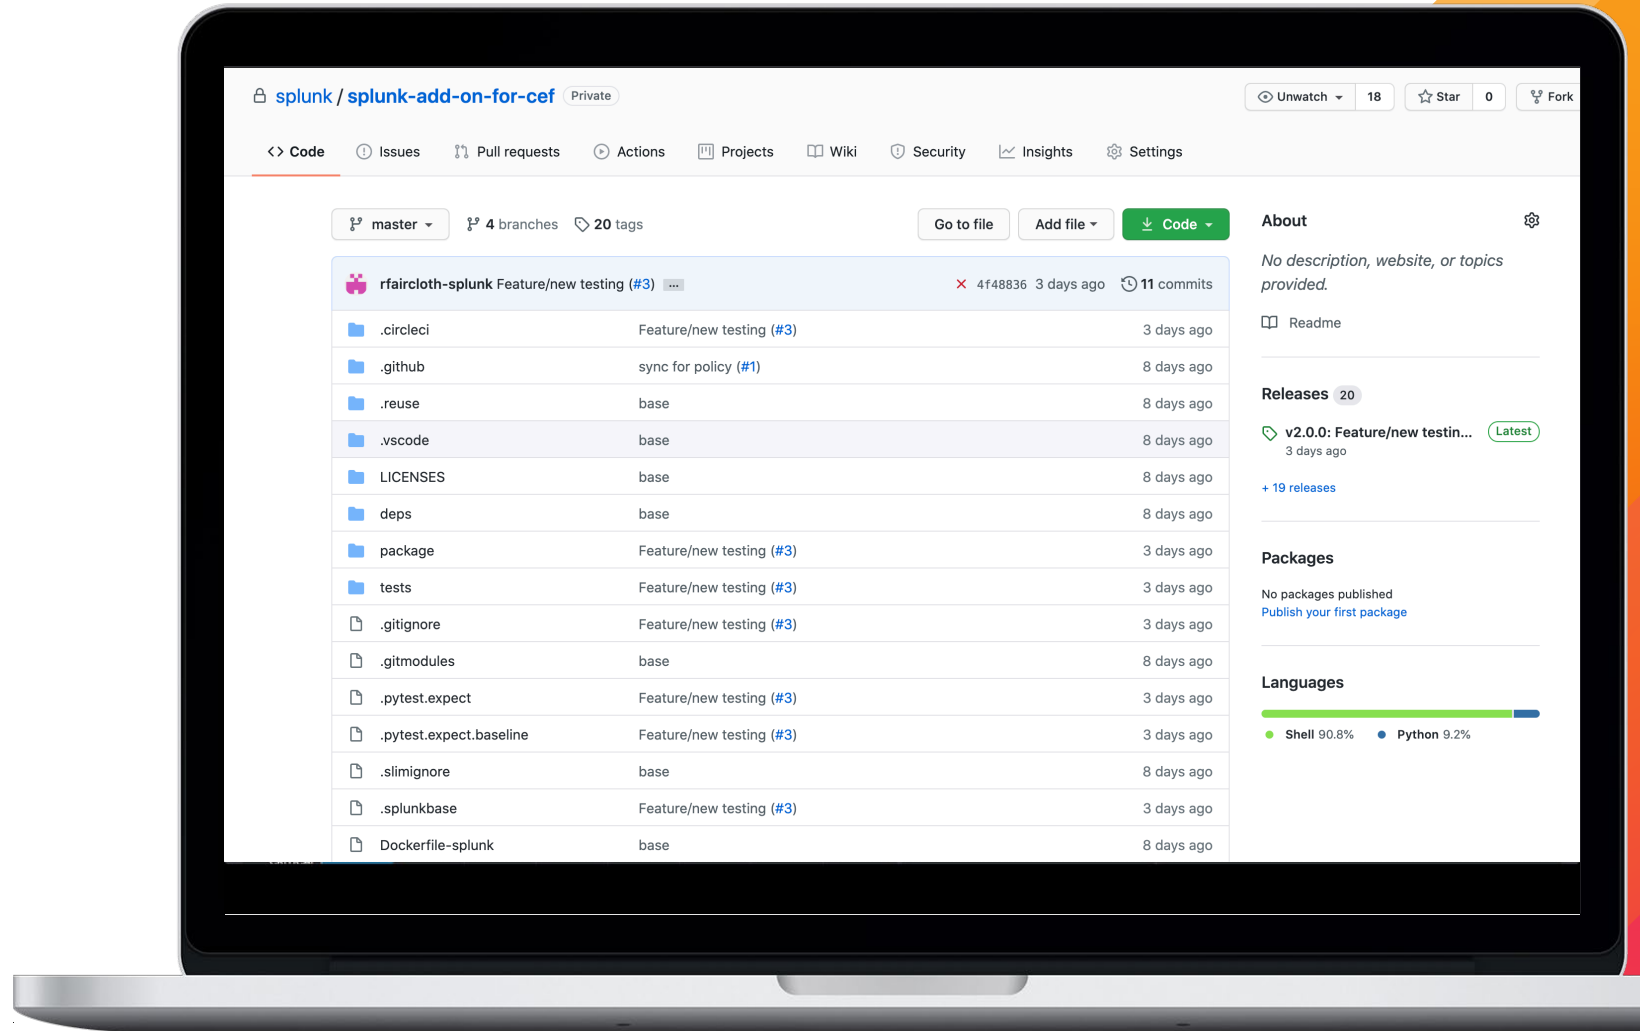 splunk / splunk-add-on-for-cef Private
Unwatch 18 Star 0 Fork
Code Issues Pull requests Actions Projects Wiki Security Insights Settings
master 4 branches 20 tags Go to file Add file Code
rfaircloth-splunk Feature/new testing (#3) ... 4f48836 3 days ago 11 commits
.circleci Feature/new testing (#3) 3 days ago
.github sync for policy (#1) 8 days ago
.reuse base 8 days ago
.vscode base 8 days ago
LICENSES base 8 days ago
deps base 8 days ago
package Feature/new testing (#3) 3 days ago
tests Feature/new testing (#3) 3 days ago
.gitignore Feature/new testing (#3) 3 days ago
.gitmodules base 8 days ago
.pytest.expect Feature/new testing (#3) 3 days ago
.pytest.expect.baseline Feature/new testing (#3) 3 days ago
.slimignore base 8 days ago
.splunkbase Feature/new testing (#3) 3 days ago
Dockerfile-splunk base 8 days ago
About
No description, website, or topics
provided.
Readme
Releases 20
v2.0.0: Feature/new testin... Latest
3 days ago
+ 19 releases
Packages
No packages published
Publish your first package
Languages
Shell 90.8% Python 9.2%